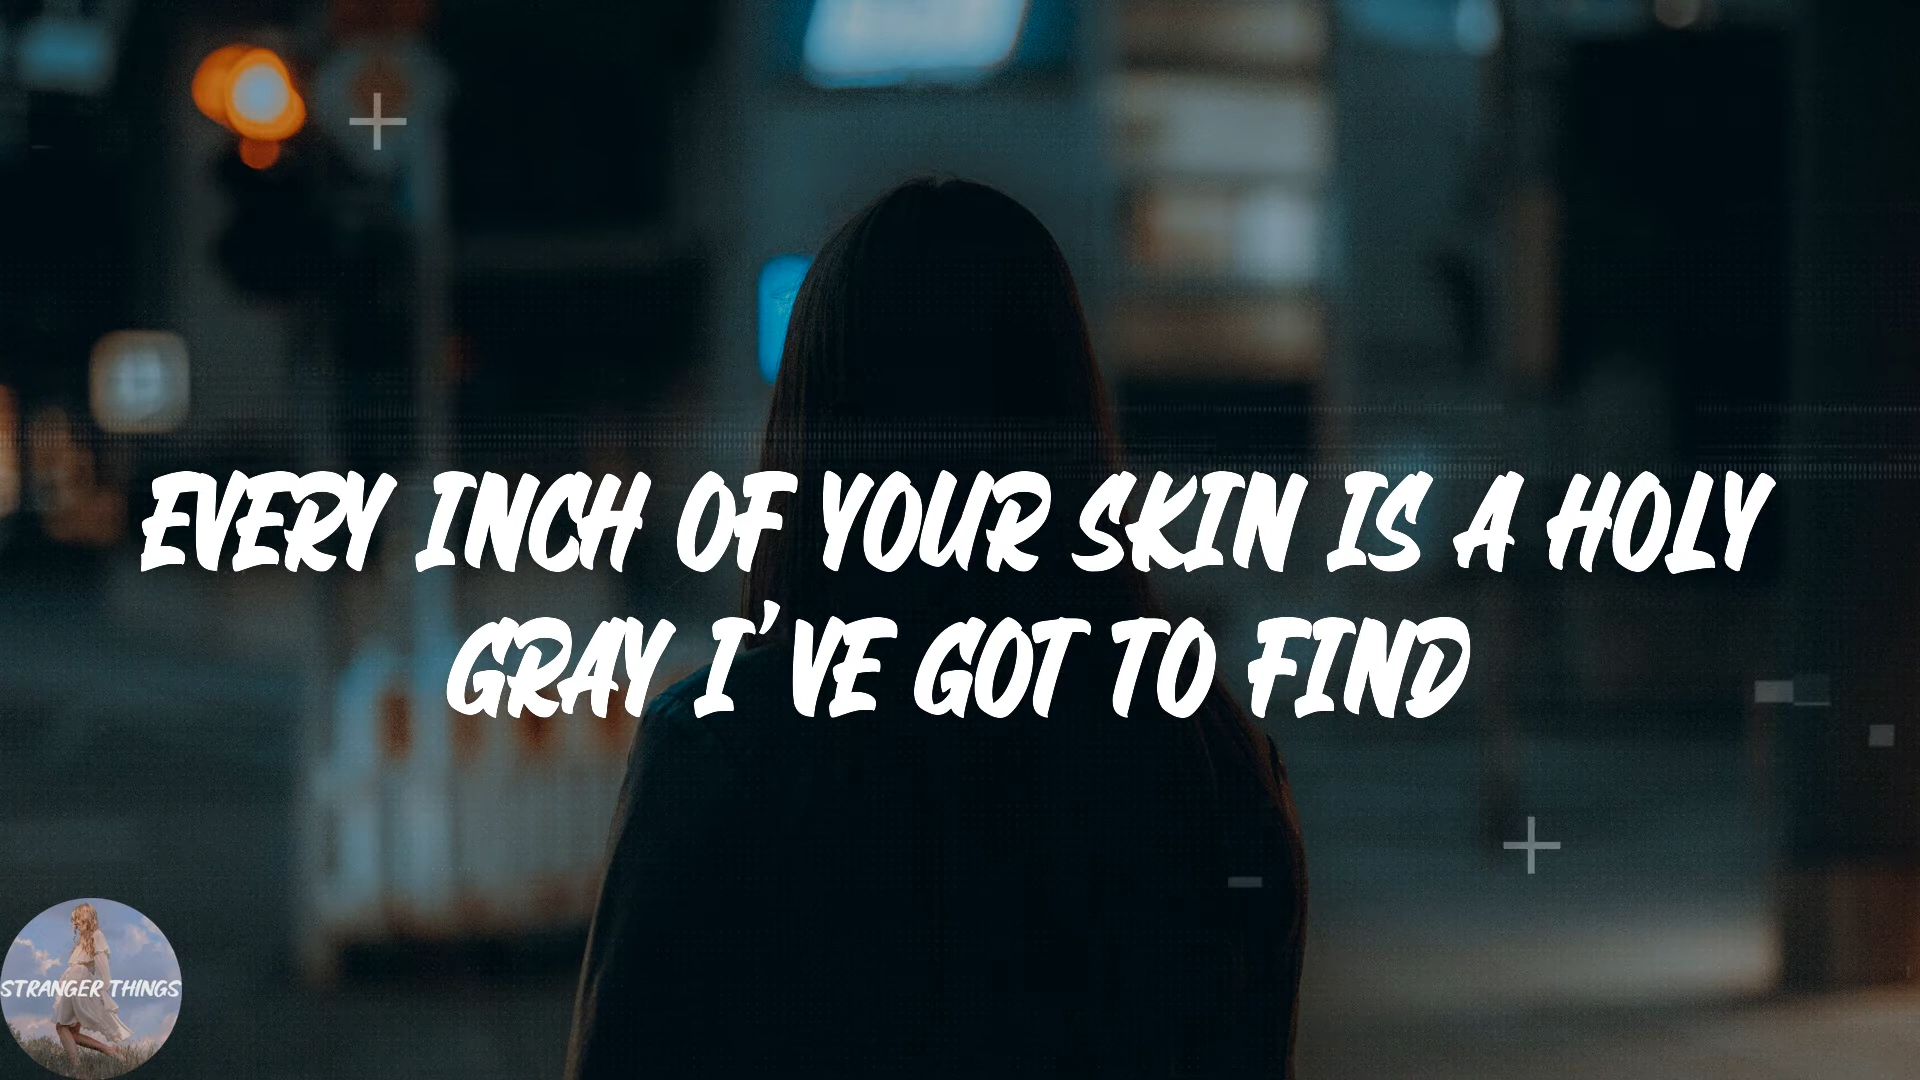 EVERY INCH OF YOUR SKIN IS A HOLY
GRAY I'VE GOT TO FIND
STRANGER THINGS